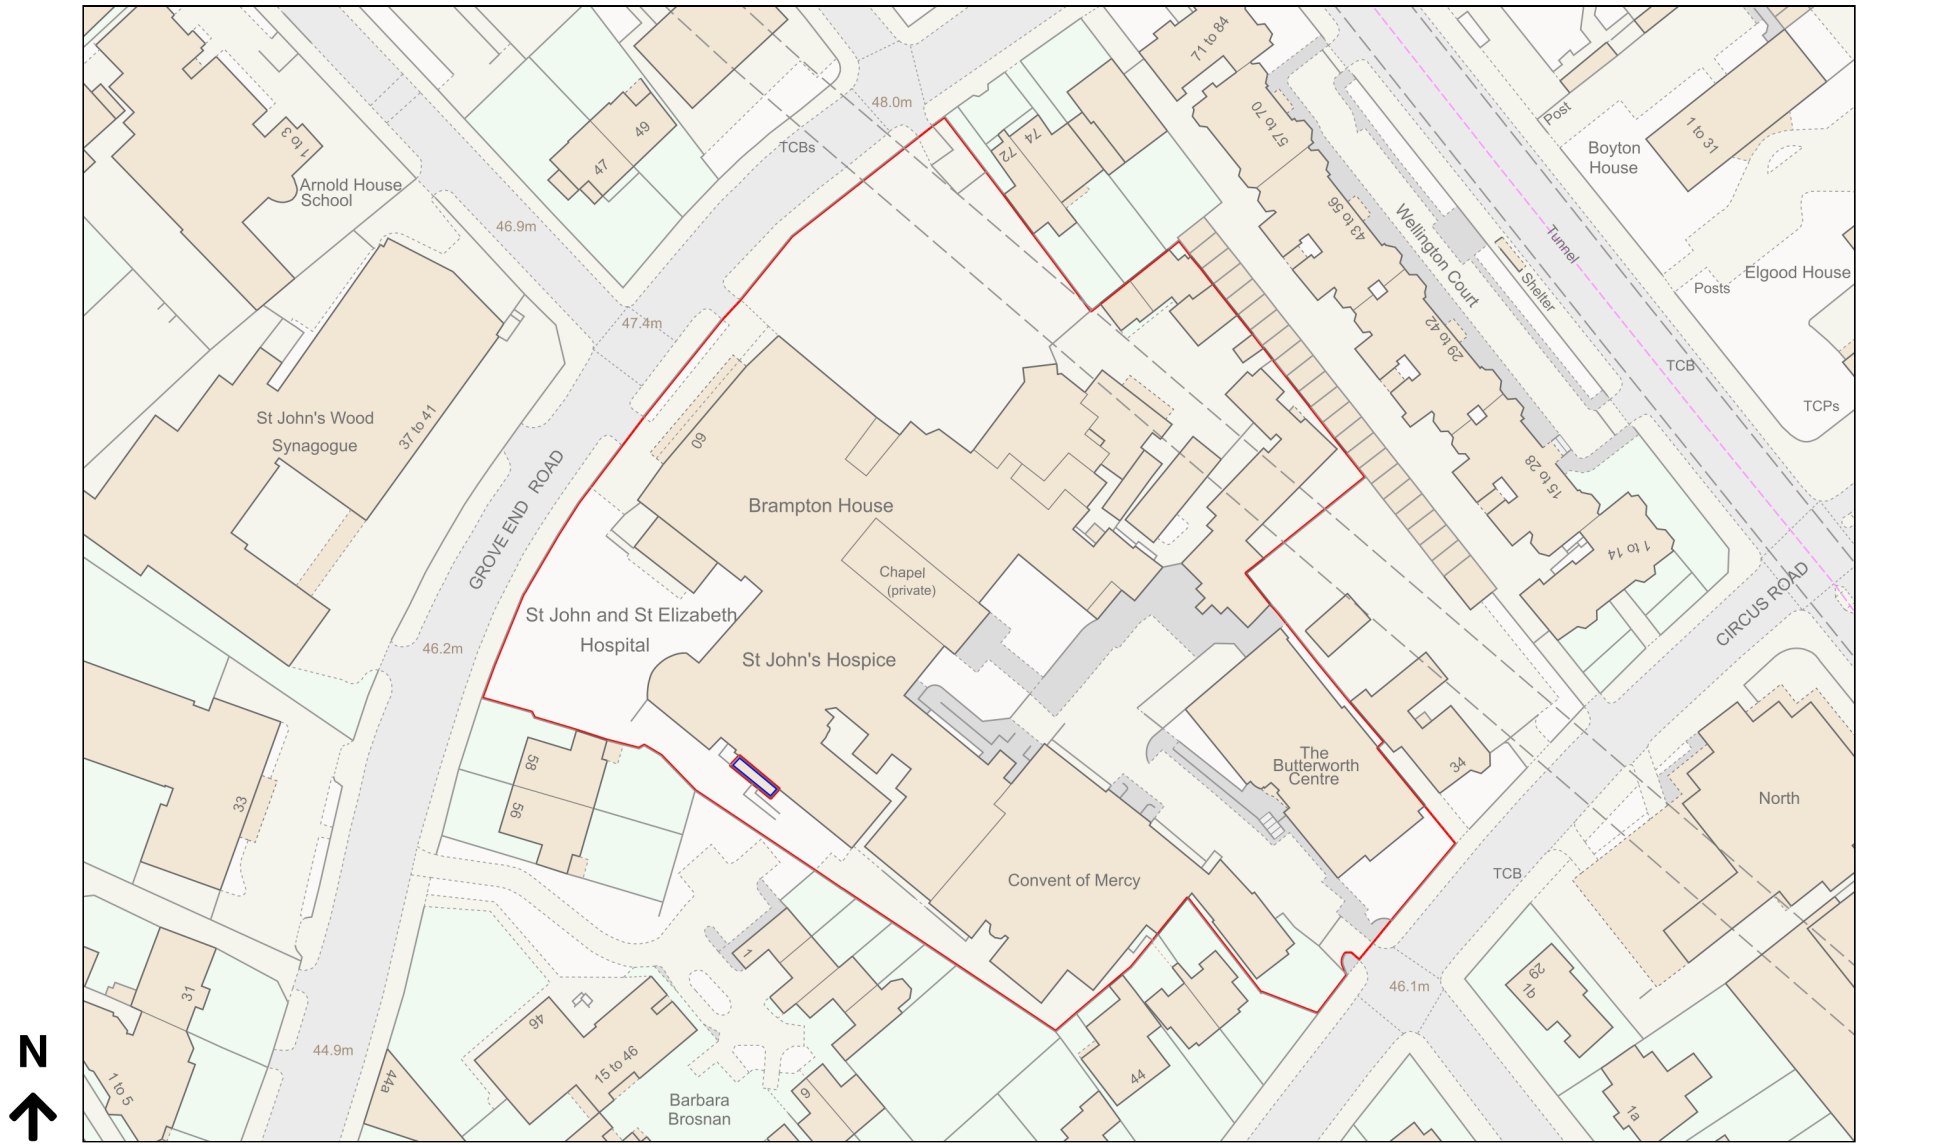 71 to 84
48.0m
49
47
TCBs
74
72
57 to 70
Post
1 to 31
Boyton
House
1 to 3
Arnold House
School
46.9m
43 to 56
Wellington Court
Tunnel
Shelter
Elgood House
Posts
47.4m
29 to 42
TCB
TCPs
St John's Wood
Synagogue
37 to 41
60
GROVE END ROAD
15 to 28
Brampton House
1 to 14
Chapel
(private)
St John and St Elizabeth
Hospital
CIRCUS ROAD
46.2m
St John's Hospice
The
Butterworth
Centre
58
56
33
34
North
TCB
Convent of Mercy
1
31
29
1b
46.1m
46
15 to 46
44.9m
44a
1 to 5
44
9
Barbara
Brosnan
1a
N